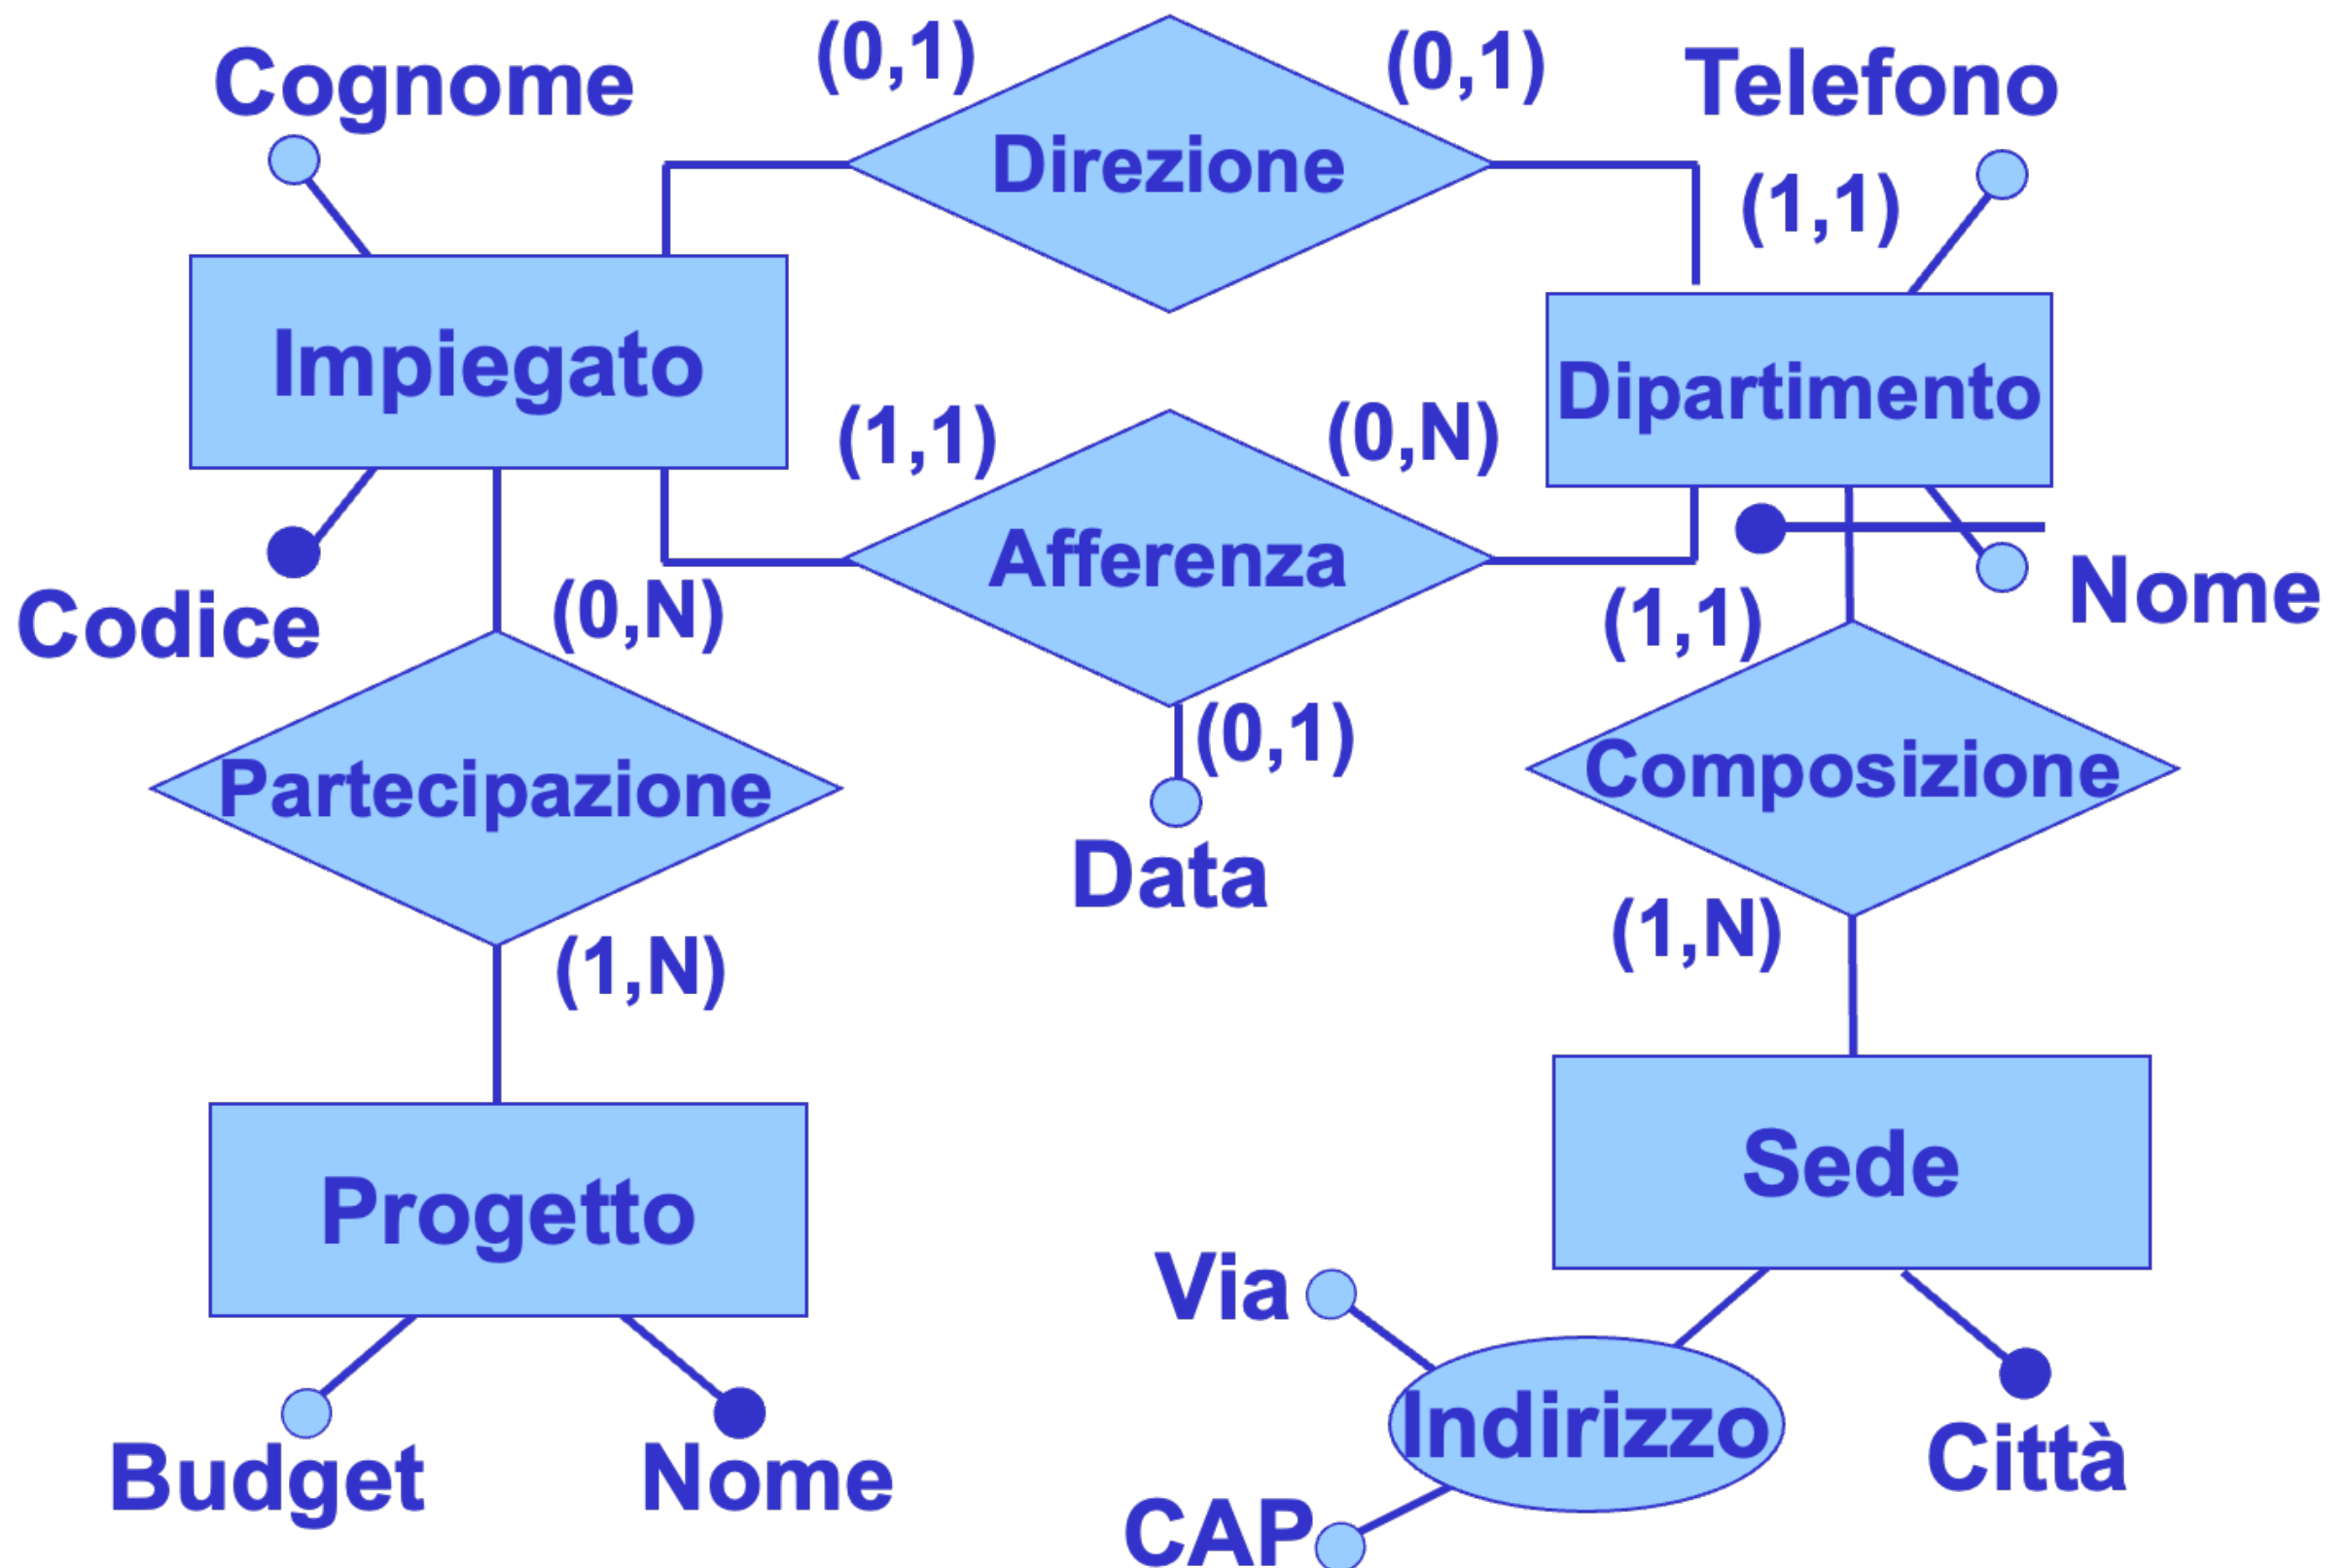 (0,1)
(0,1)
Cognome
Telefono
Direzione
(1,1)
Impiegato
Dipartimento
(1,1)
(0,N)
Afferenza
Codice
(0,N)
(1,1)
Nome
(0,1)
Partecipazione
Composizione
Data
(1,N)
(1,N)
Progetto
Sede
Via
Indirizzo
Città
Budget
Nome
CAP